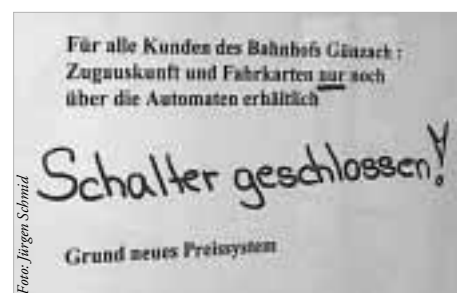 Für alle Kunden des Bahnhofs Gänzach :
Zugauskunft und Fahrkarten nur noch
über die Automaten erhältlich
Schalter geschlossen!
Grund neues Preissystem
Foto: Jürgen Schmid